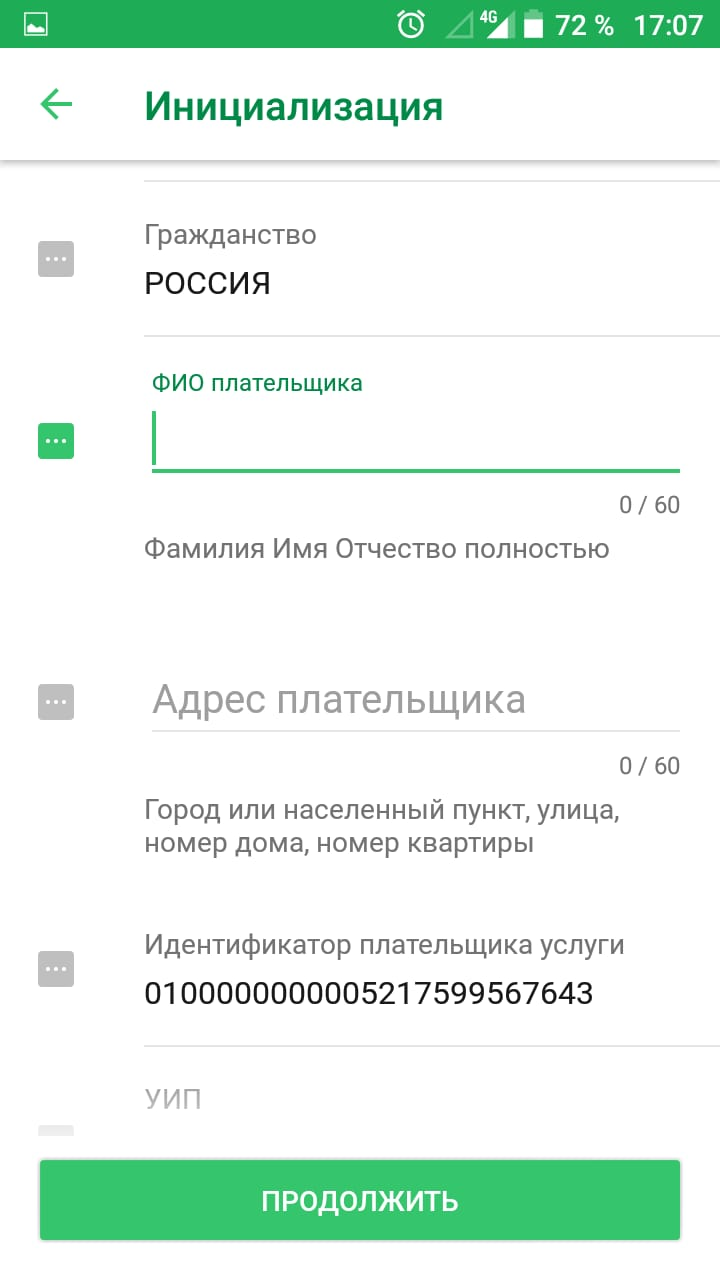 4G 72 % 17:07
Инициализация
Гражданство
РОССИЯ
ФИО плательщика
0 / 60
Фамилия Имя Отчество полностью
Адрес плательщика
0 / 60
Город или населенный пункт, улица,
номер дома, номер квартиры
Идентификатор плательщика услуги
0100000000005217599567643
УИП
ПРОДОЛЖИТЬ